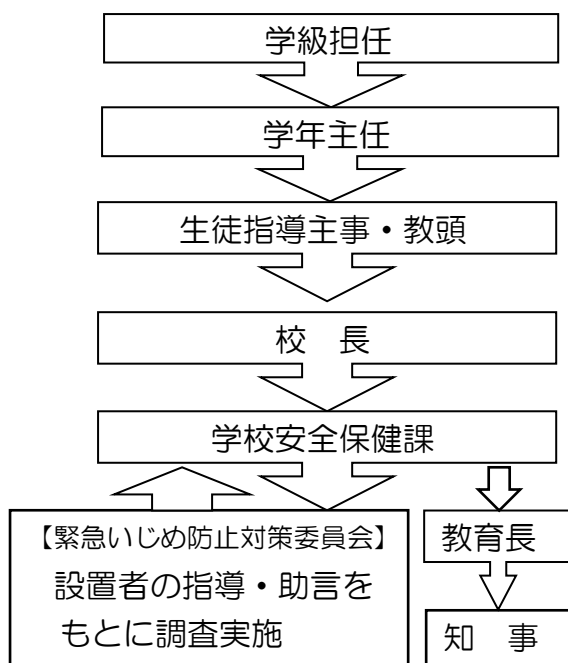 学級担任
学年主任
生徒指導主事・教頭
校　長
学校安全保健課
【緊急いじめ防止対策委員会】
設置者の指導・助言を
もとに調査実施
教育長
知　事